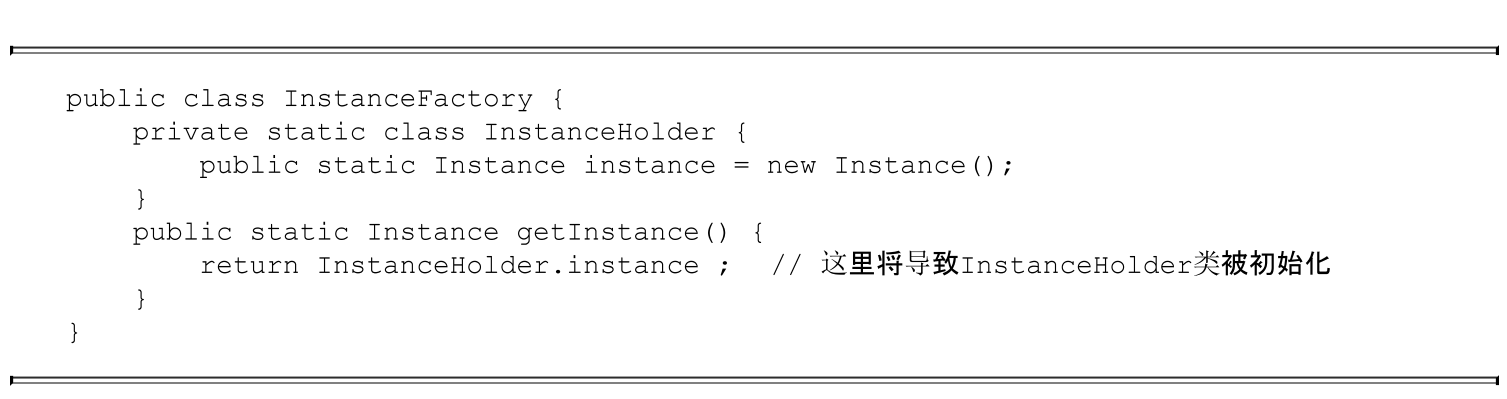 public class InstanceFactory {
    private static class InstanceHolder {
        public static Instance instance = new Instance();
    }
    public static Instance getInstance() {
        return InstanceHolder.instance ;  // 这里将导致InstanceHolder类被初始化
    }
}